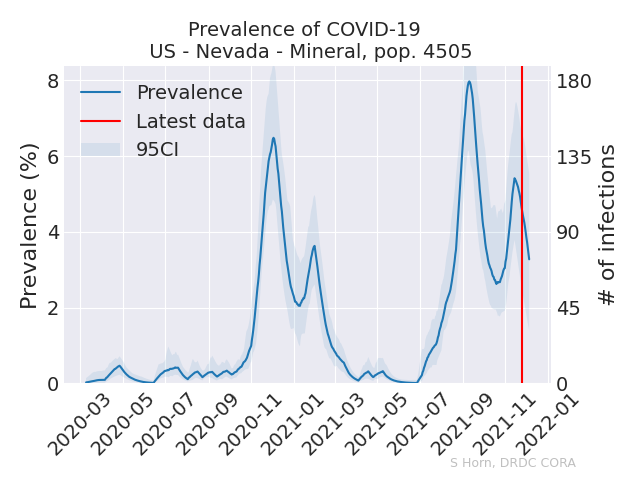 Prevalence of COVID-19
US - Nevada - Mineral, pop. 4505
Prevalence
Latest data
95CI
Prevalence (%)
8
6
4
2
0
# of infections
180
135
90
45
0
2020-03
2020-05
2020-07
2020-09
2020-11
2021-01
2021-03
2021-05
2021-07
2021-09
2021-11
2022-01
S Horn, DRDC CORA